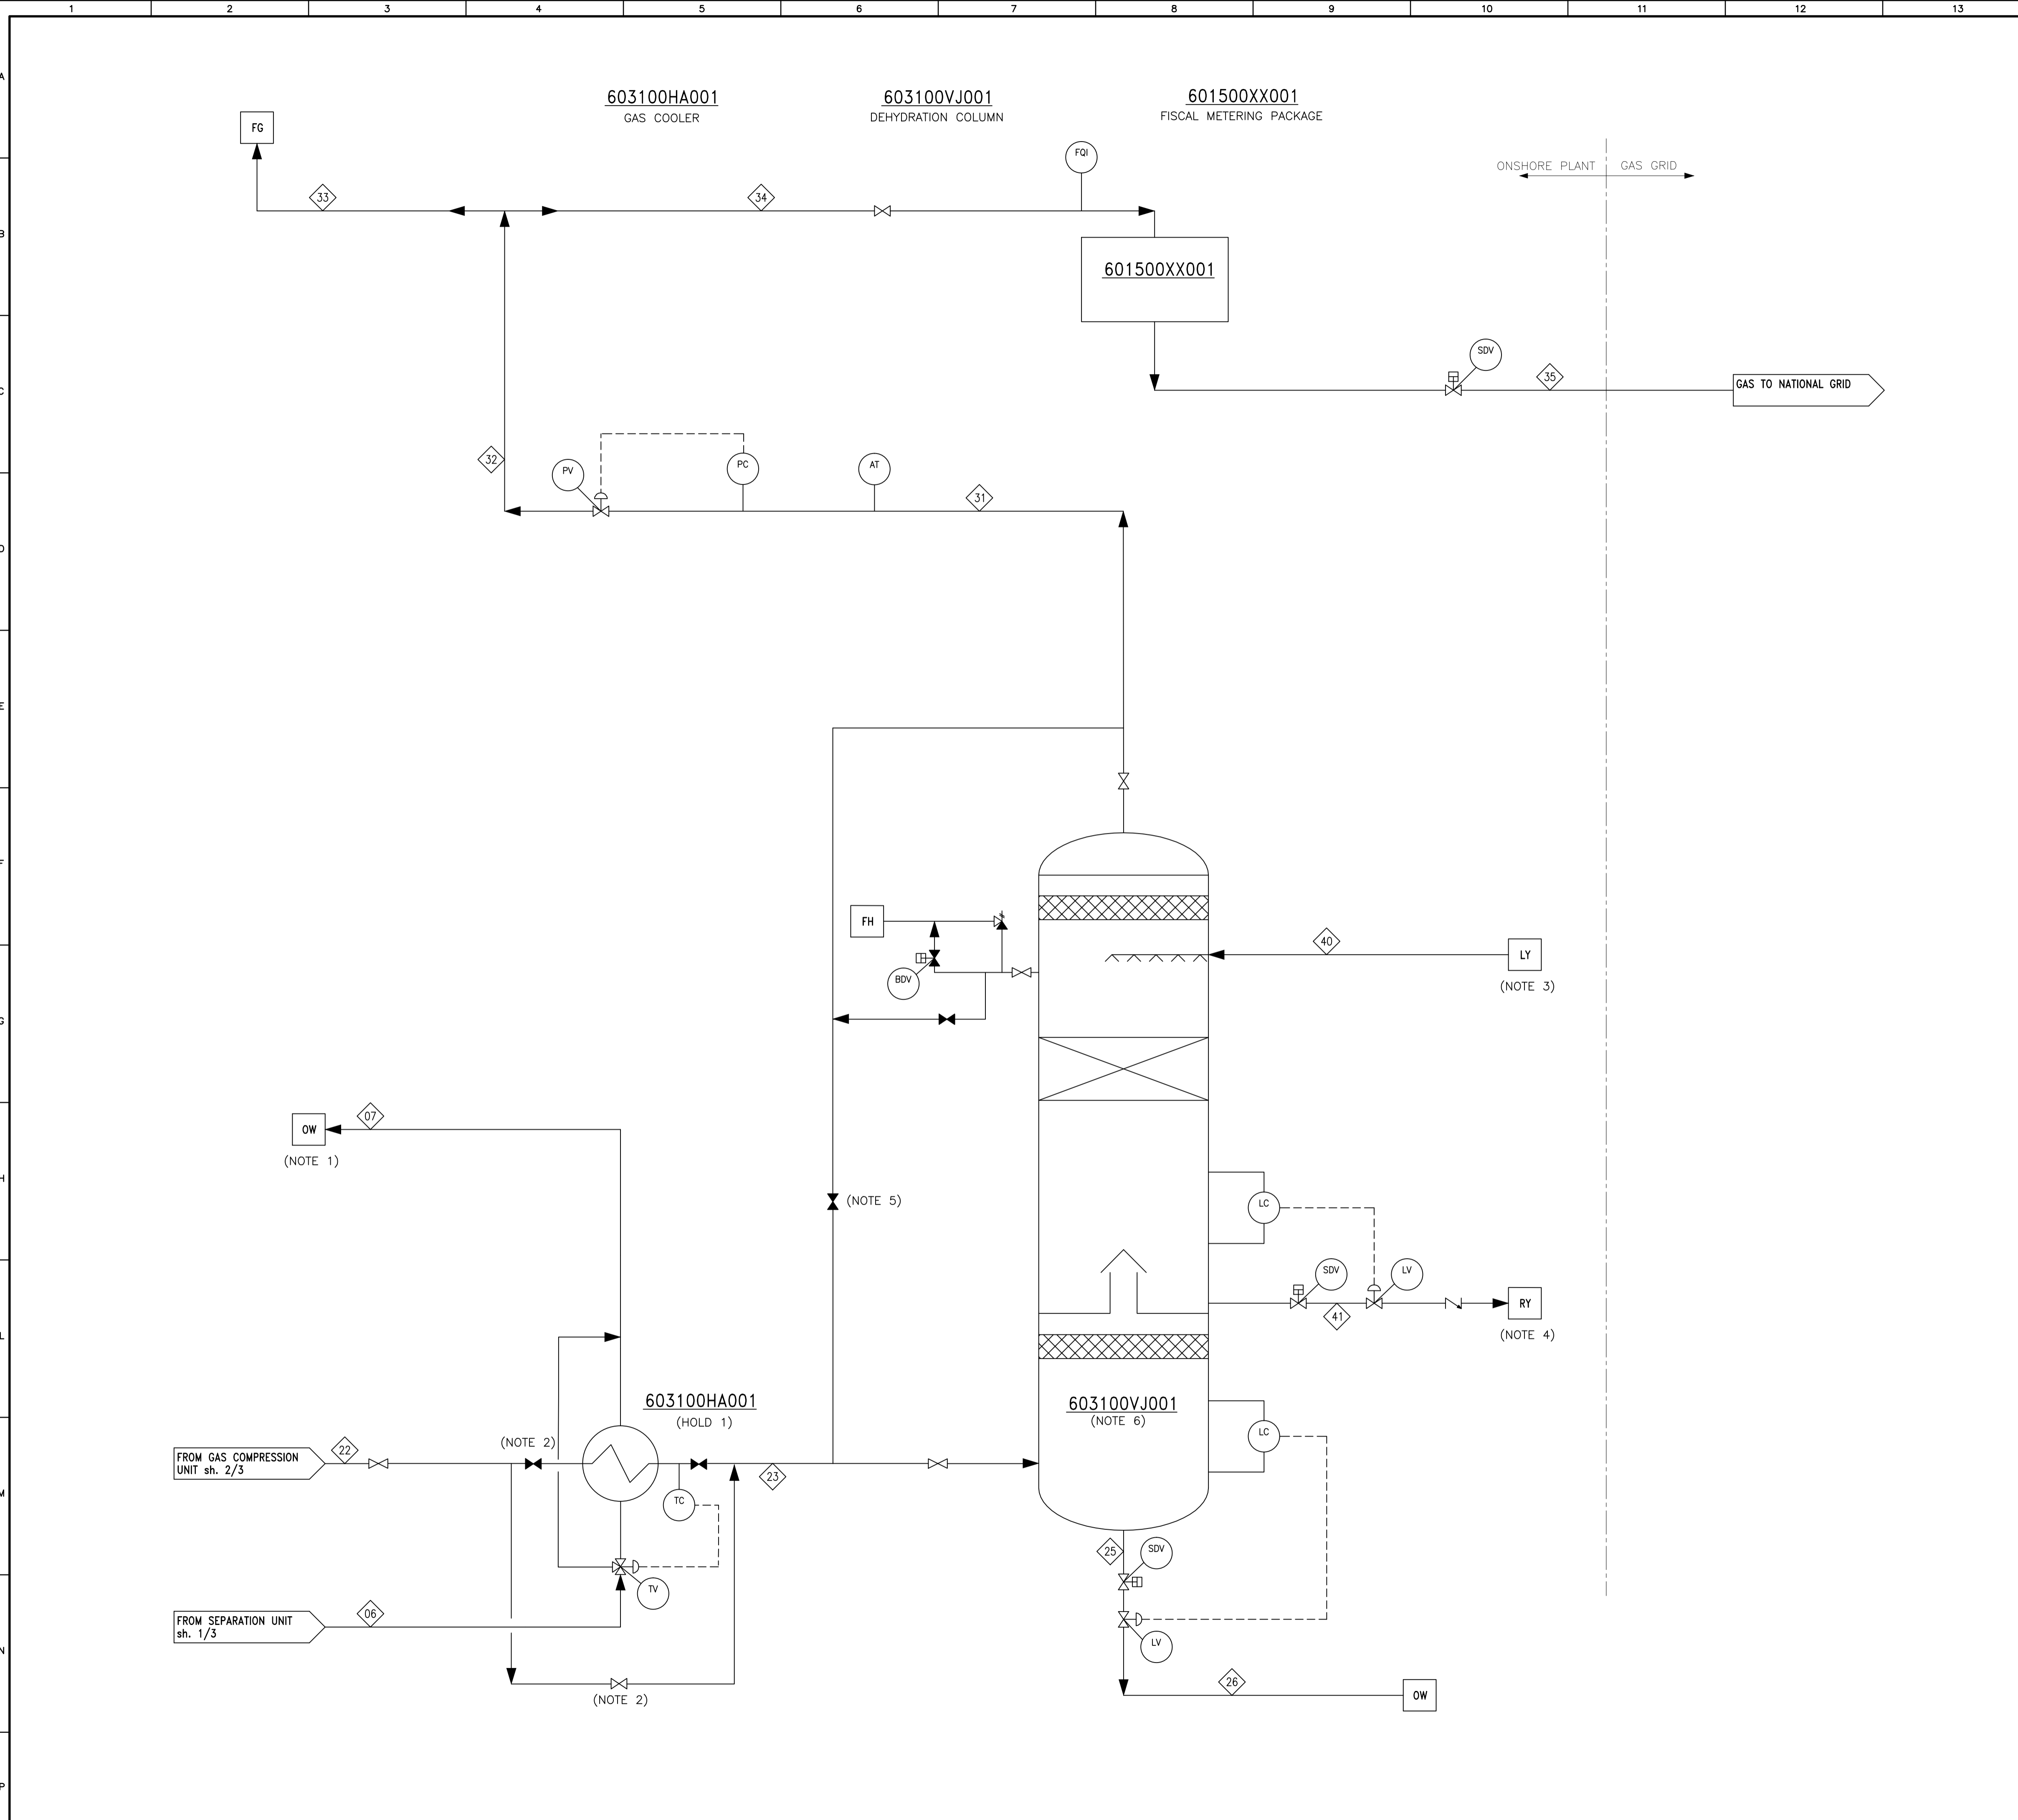 1 2 3 4 5 6 7 8 9 10 11 12 13
A
603100HA001
GAS COOLER
603100VJ001
DEHYDRATION COLUMN
601500XX001
FISCAL METERING PACKAGE
FG
FQI
ONSHORE PLANT
GAS GRID
33
34
B
601500XX001
SDV
35
GAS TO NATIONAL GRID
C
32
PV
PC
AT
31
D
E
F
FH
BDV
40
LY
(NOTE 3)
G
OW
07
(NOTE 1)
H
(NOTE 5)
LC
SDV
LV
41
RY
(NOTE 4)
L
603100HA001
(HOLD 1)
603100VJ001
(NOTE 6)
LC
FROM GAS COMPRESSION
UNIT sh. 2/3
22
(NOTE 2)
23
M
TC
TV
25
SDV
FROM SEPARATION UNIT
sh. 1/3
06
LV
N
(NOTE 2)
26
OW
P